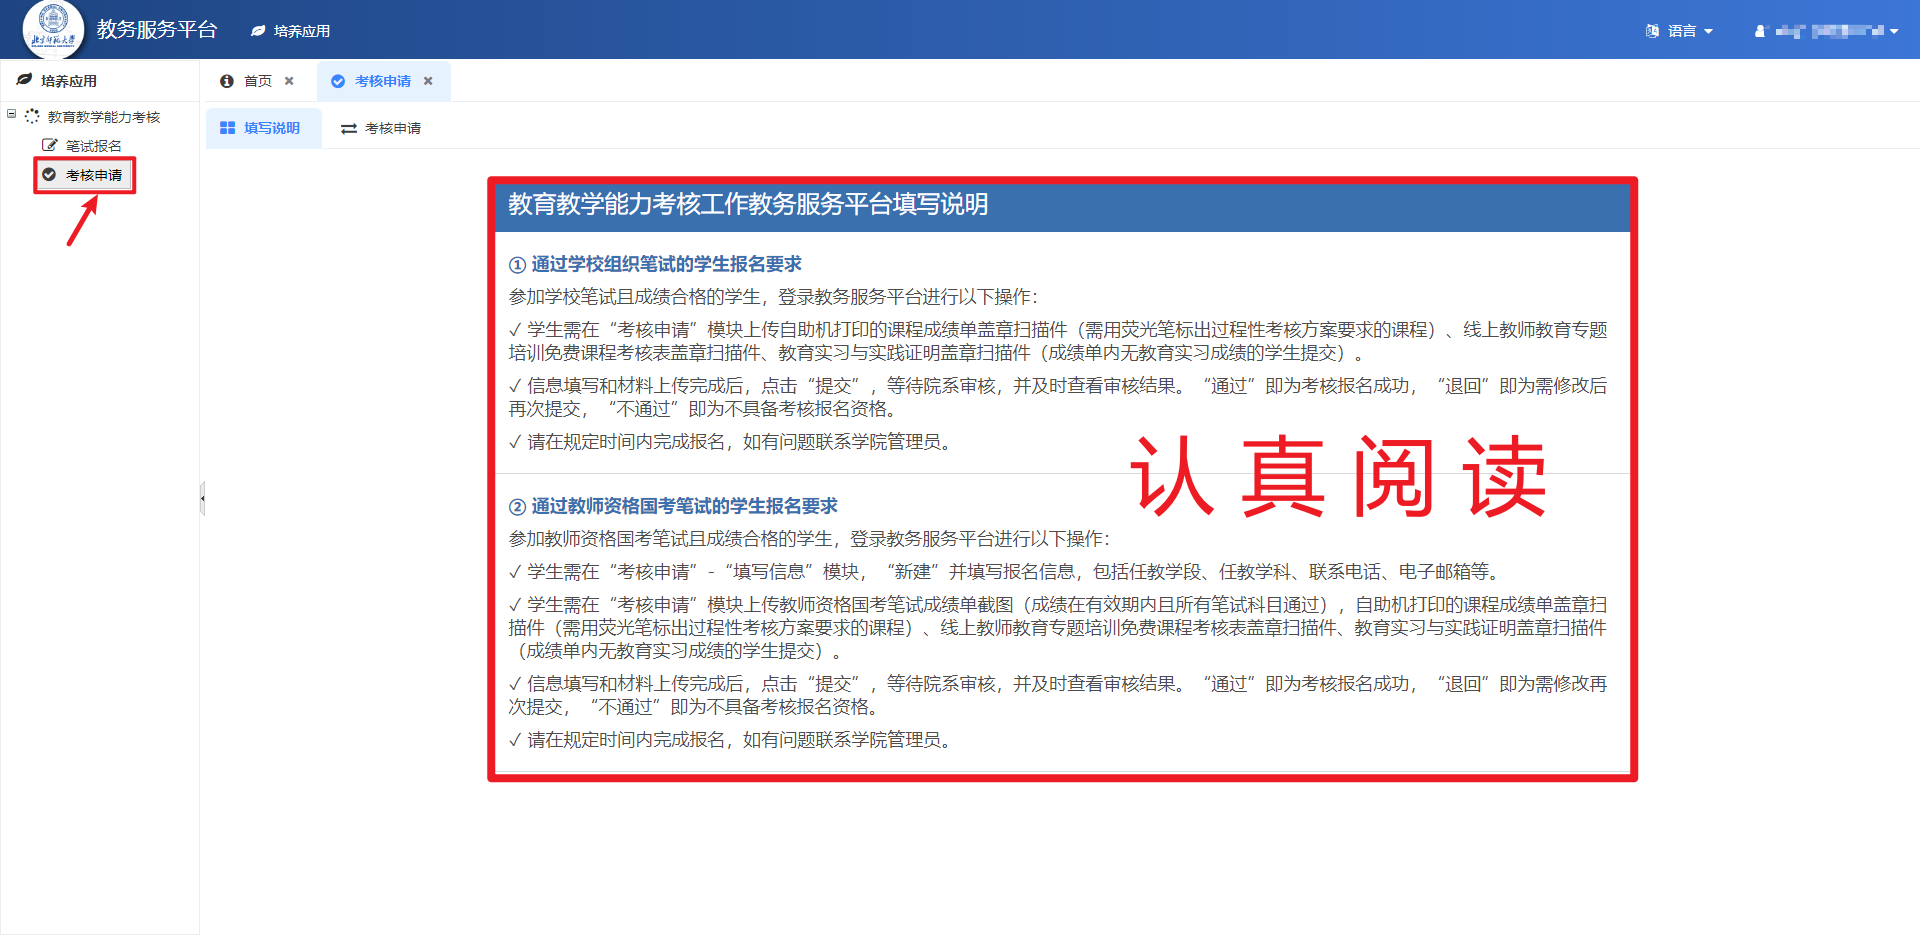 北京师范大学
教务服务平台
培养应用
语言
培养应用
首页
考核申请
教育教学能力考核
笔试报名
考核申请
填写说明
考核申请
教育教学能力考核工作教务服务平台填写说明
① 通过学校组织笔试的学生报名要求
参加学校笔试且成绩合格的学生，登录教务服务平台进行以下操作：
✓ 学生需在“考核申请”模块上传自助机打印的课程成绩单盖章扫描件（需用荧光笔标出过程性考核方案要求的课程）、线上教师教育专题
培训免费课程考核表盖章扫描件、教育实习与实践证明盖章扫描件（成绩单内无教育实习成绩的学生提交）。
✓ 信息填写和材料上传完成后，点击“提交”，等待院系审核，并及时查看审核结果。“通过”即为考核报名成功，“退回”即为需修改后
再次提交，“不通过”即为不具备考核报名资格。
✓ 请在规定时间内完成报名，如有问题联系学院管理员。
认真阅读
② 通过教师资格国考笔试的学生报名要求
参加教师资格国考笔试且成绩合格的学生，登录教务服务平台进行以下操作：
✓ 学生需在“考核申请”-“填写信息”模块，“新建”并填写报名信息，包括任教学段、任教学科、联系电话、电子邮箱等。
✓ 学生需在“考核申请”模块上传教师资格国考笔试成绩单截图（成绩在有效期内且所有笔试科目通过），自助机打印的课程成绩单盖章扫
描件（需用荧光笔标出过程性考核方案要求的课程）、线上教师教育专题培训免费课程考核表盖章扫描件、教育实习与实践证明盖章扫描件
（成绩单内无教育实习成绩的学生提交）。
✓ 信息填写和材料上传完成后，点击“提交”，等待院系审核，并及时查看审核结果。“通过”即为考核报名成功，“退回”即为需修改再
次提交，“不通过”即为不具备考核报名资格。
✓ 请在规定时间内完成报名，如有问题联系学院管理员。